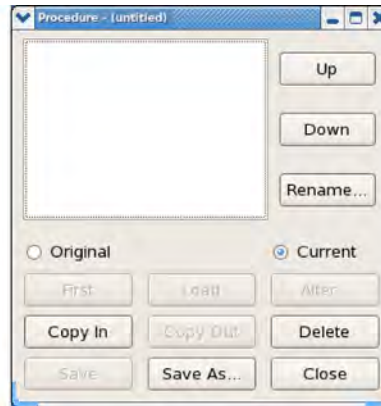 Procedure - (untitled)
Up
Down
Rename...
Original Current
First Load Alter
Copy In Copy Out Delete
Save Save As... Close